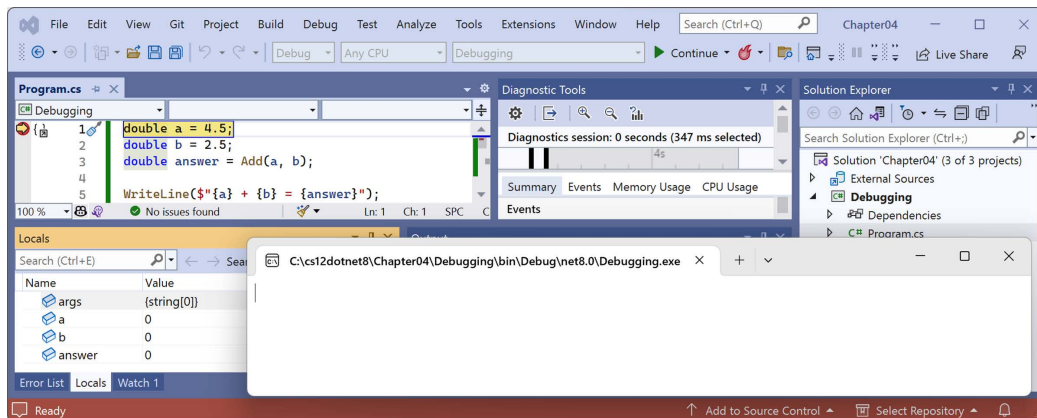 File Edit View Git Project Build Debug Test Analyze Tools Extensions Window Help Search (Ctrl+Q) Chapter04
Debug Any CPU Debugging Continue Live Share
Program.cs
Debugging
1 double a = 4.5;
2 double b = 2.5;
3 double answer = Add(a, b);
4
5 WriteLine($"{a} + {b} = {answer}");
100 % No issues found Ln: 1 Ch: 1 SPC
Diagnostic Tools
Diagnostics session: 0 seconds (347 ms selected)
4s
Summary Events Memory Usage CPU Usage
Events
Solution Explorer
Search Solution Explorer (Ctrl+;)
Solution 'Chapter04' (3 of 3 projects)
External Sources
C# Debugging
Dependencies
C# Program.cs
Locals
Search (Ctrl+E)
Name Value
args {string[0]}
a 0
b 0
answer 0
Error List Locals Watch 1
C:\cs12dotnet8\Chapter04\Debugging\bin\Debug\net8.0\Debugging.exe
Ready Add to Source Control Select Repository